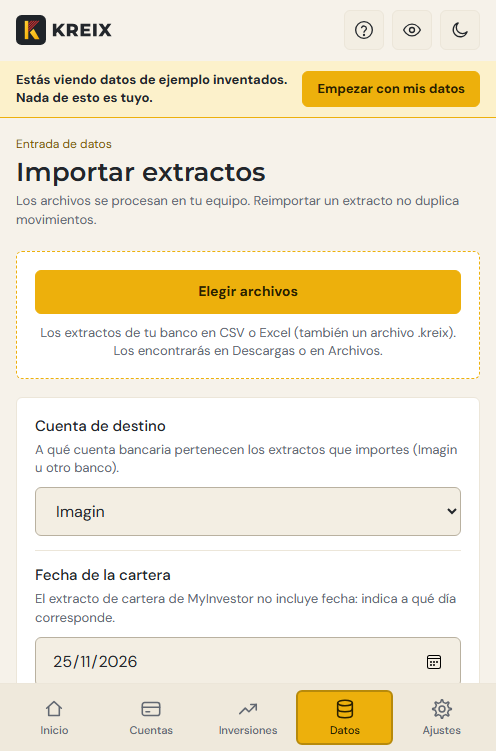 KREIX
Estás viendo datos de ejemplo inventados.
Nada de esto es tuyo.
Empezar con mis datos
Entrada de datos
Importar extractos
Los archivos se procesan en tu equipo. Reimportar un extracto no duplica
movimientos.
Elegir archivos
Los extractos de tu banco en CSV o Excel (también un archivo .kreix).
Los encontrarás en Descargas o en Archivos.
Cuenta de destino
A qué cuenta bancaria pertenecen los extractos que importes (Imagin
u otro banco).
Imagin
Fecha de la cartera
El extracto de cartera de MyInvestor no incluye fecha: indica a qué día
corresponde.
25/11/2026
Inicio
Cuentas
Inversiones
Datos
Ajustes